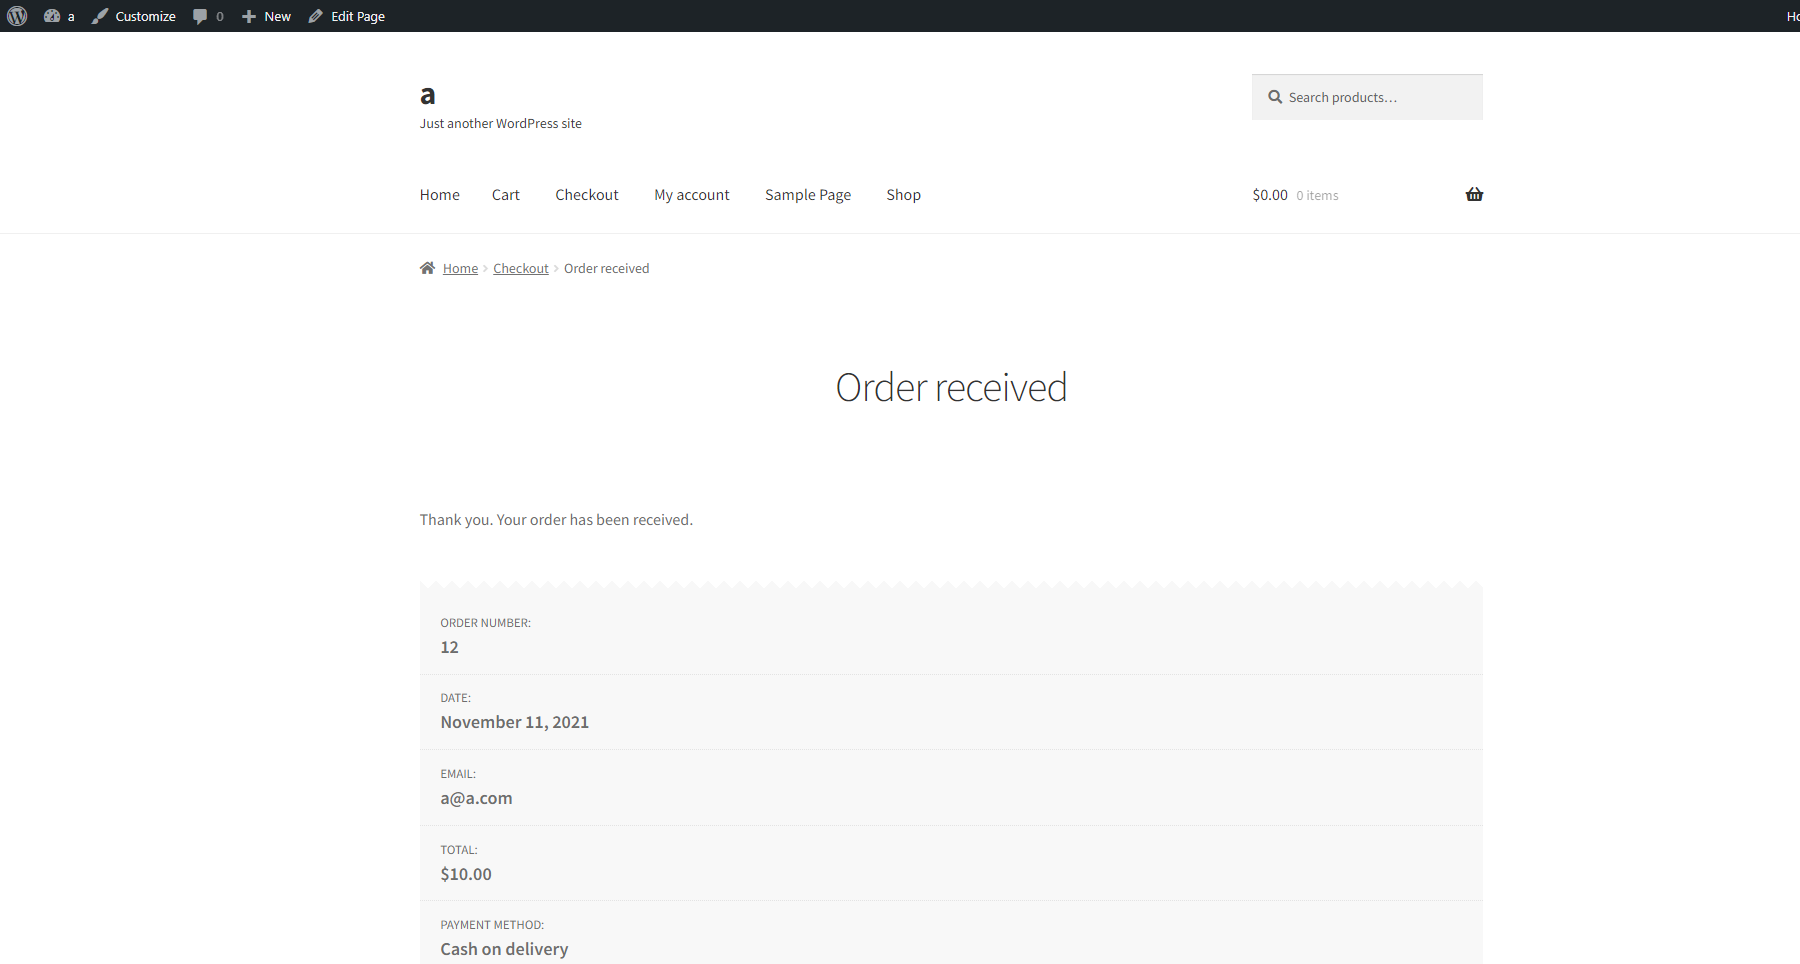 a Customize 0 New Edit Page Ho
a
Just another WordPress site
Search products…
Home Cart Checkout My account Sample Page Shop $0.00 0 items
Home Checkout Order received
Order received
Thank you. Your order has been received.
ORDER NUMBER:
12
DATE:
November 11, 2021
EMAIL:
a@a.com
TOTAL:
$10.00
PAYMENT METHOD:
Cash on delivery